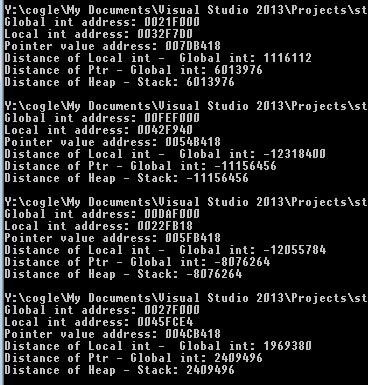 Y:\cogle\My Documents\Visual Studio 2013\Projects\st
Global int address: 0021F000
Local int address: 0032F7D0
Pointer value address: 007DB418
Distance of Local int -  Global int: 1116112
Distance of Ptr - Global int: 6013976
Distance of Heap - Stack: 6013976
Y:\cogle\My Documents\Visual Studio 2013\Projects\st
Global int address: 00FEF000
Local int address: 0042F940
Pointer value address: 0054B418
Distance of Local int -  Global int: -12318400
Distance of Ptr - Global int: -11156456
Distance of Heap - Stack: -11156456
Y:\cogle\My Documents\Visual Studio 2013\Projects\st
Global int address: 00DAF000
Local int address: 0022FB18
Pointer value address: 005FB418
Distance of Local int -  Global int: -12055784
Distance of Ptr - Global int: -8076264
Distance of Heap - Stack: -8076264
Y:\cogle\My Documents\Visual Studio 2013\Projects\st
Global int address: 0027F000
Local int address: 0045FCE4
Pointer value address: 004CB418
Distance of Local int -  Global int: 1969380
Distance of Ptr - Global int: 2409496
Distance of Heap - Stack: 2409496